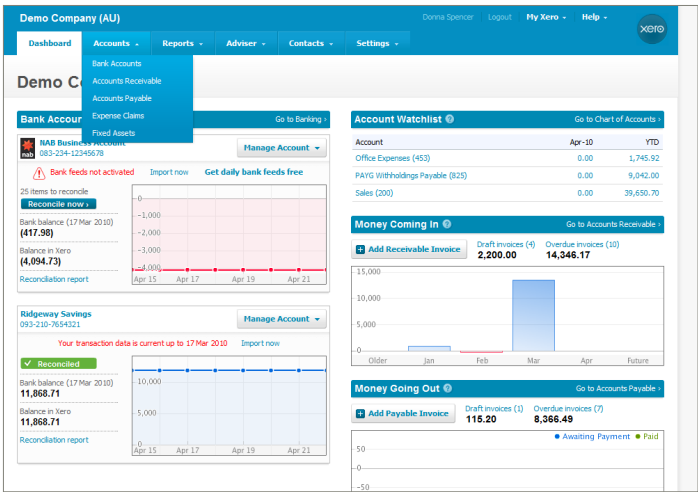 Demo Company (AU)
Donna Spencer Logout My Xero Help
xero
Dashboard Accounts Reports Adviser Contacts Settings
Bank Accounts
Accounts Receivable
Accounts Payable
Expense Claims
Fixed Assets
Demo C
Bank Accoun
Go to Banking ›
NAB Business Account
083-234-12345678
nab
Manage Account
Bank feeds not activated Import now Get daily bank feeds free
25 items to reconcile
Reconcile now ›
Bank balance (17 Mar 2010)
(417.98)
Balance in Xero
(4,094.73)
Reconciliation report
0
-1,000
-2,000
-3,000
-4,000
Apr 15 Apr 17 Apr 19 Apr 21
Ridgeway Savings
093-210-7654321
Manage Account
Your transaction data is current up to 17 Mar 2010 Import now
✓ Reconciled
Bank balance (17 Mar 2010)
11,868.71
Balance in Xero
11,868.71
Reconciliation report
10,000
5,000
0
Apr 15 Apr 17 Apr 19 Apr 21
Account Watchlist ?
Go to Chart of Accounts ›
Account Apr-10 YTD
Office Expenses (453) 0.00 1,745.92
PAYG Withholdings Payable (825) 0.00 9,042.00
Sales (200) 0.00 39,650.70
Money Coming In ?
Go to Accounts Receivable ›
+ Add Receivable Invoice
Draft invoices (4) Overdue invoices (10)
2,200.00 14,346.17
15,000
10,000
5,000
0
Older Jan Feb Mar Apr Future
Money Going Out ?
Go to Accounts Payable ›
+ Add Payable Invoice
Draft invoices (1) Overdue invoices (7)
115.20 8,366.49
Awaiting Payment Paid
50
0
-50